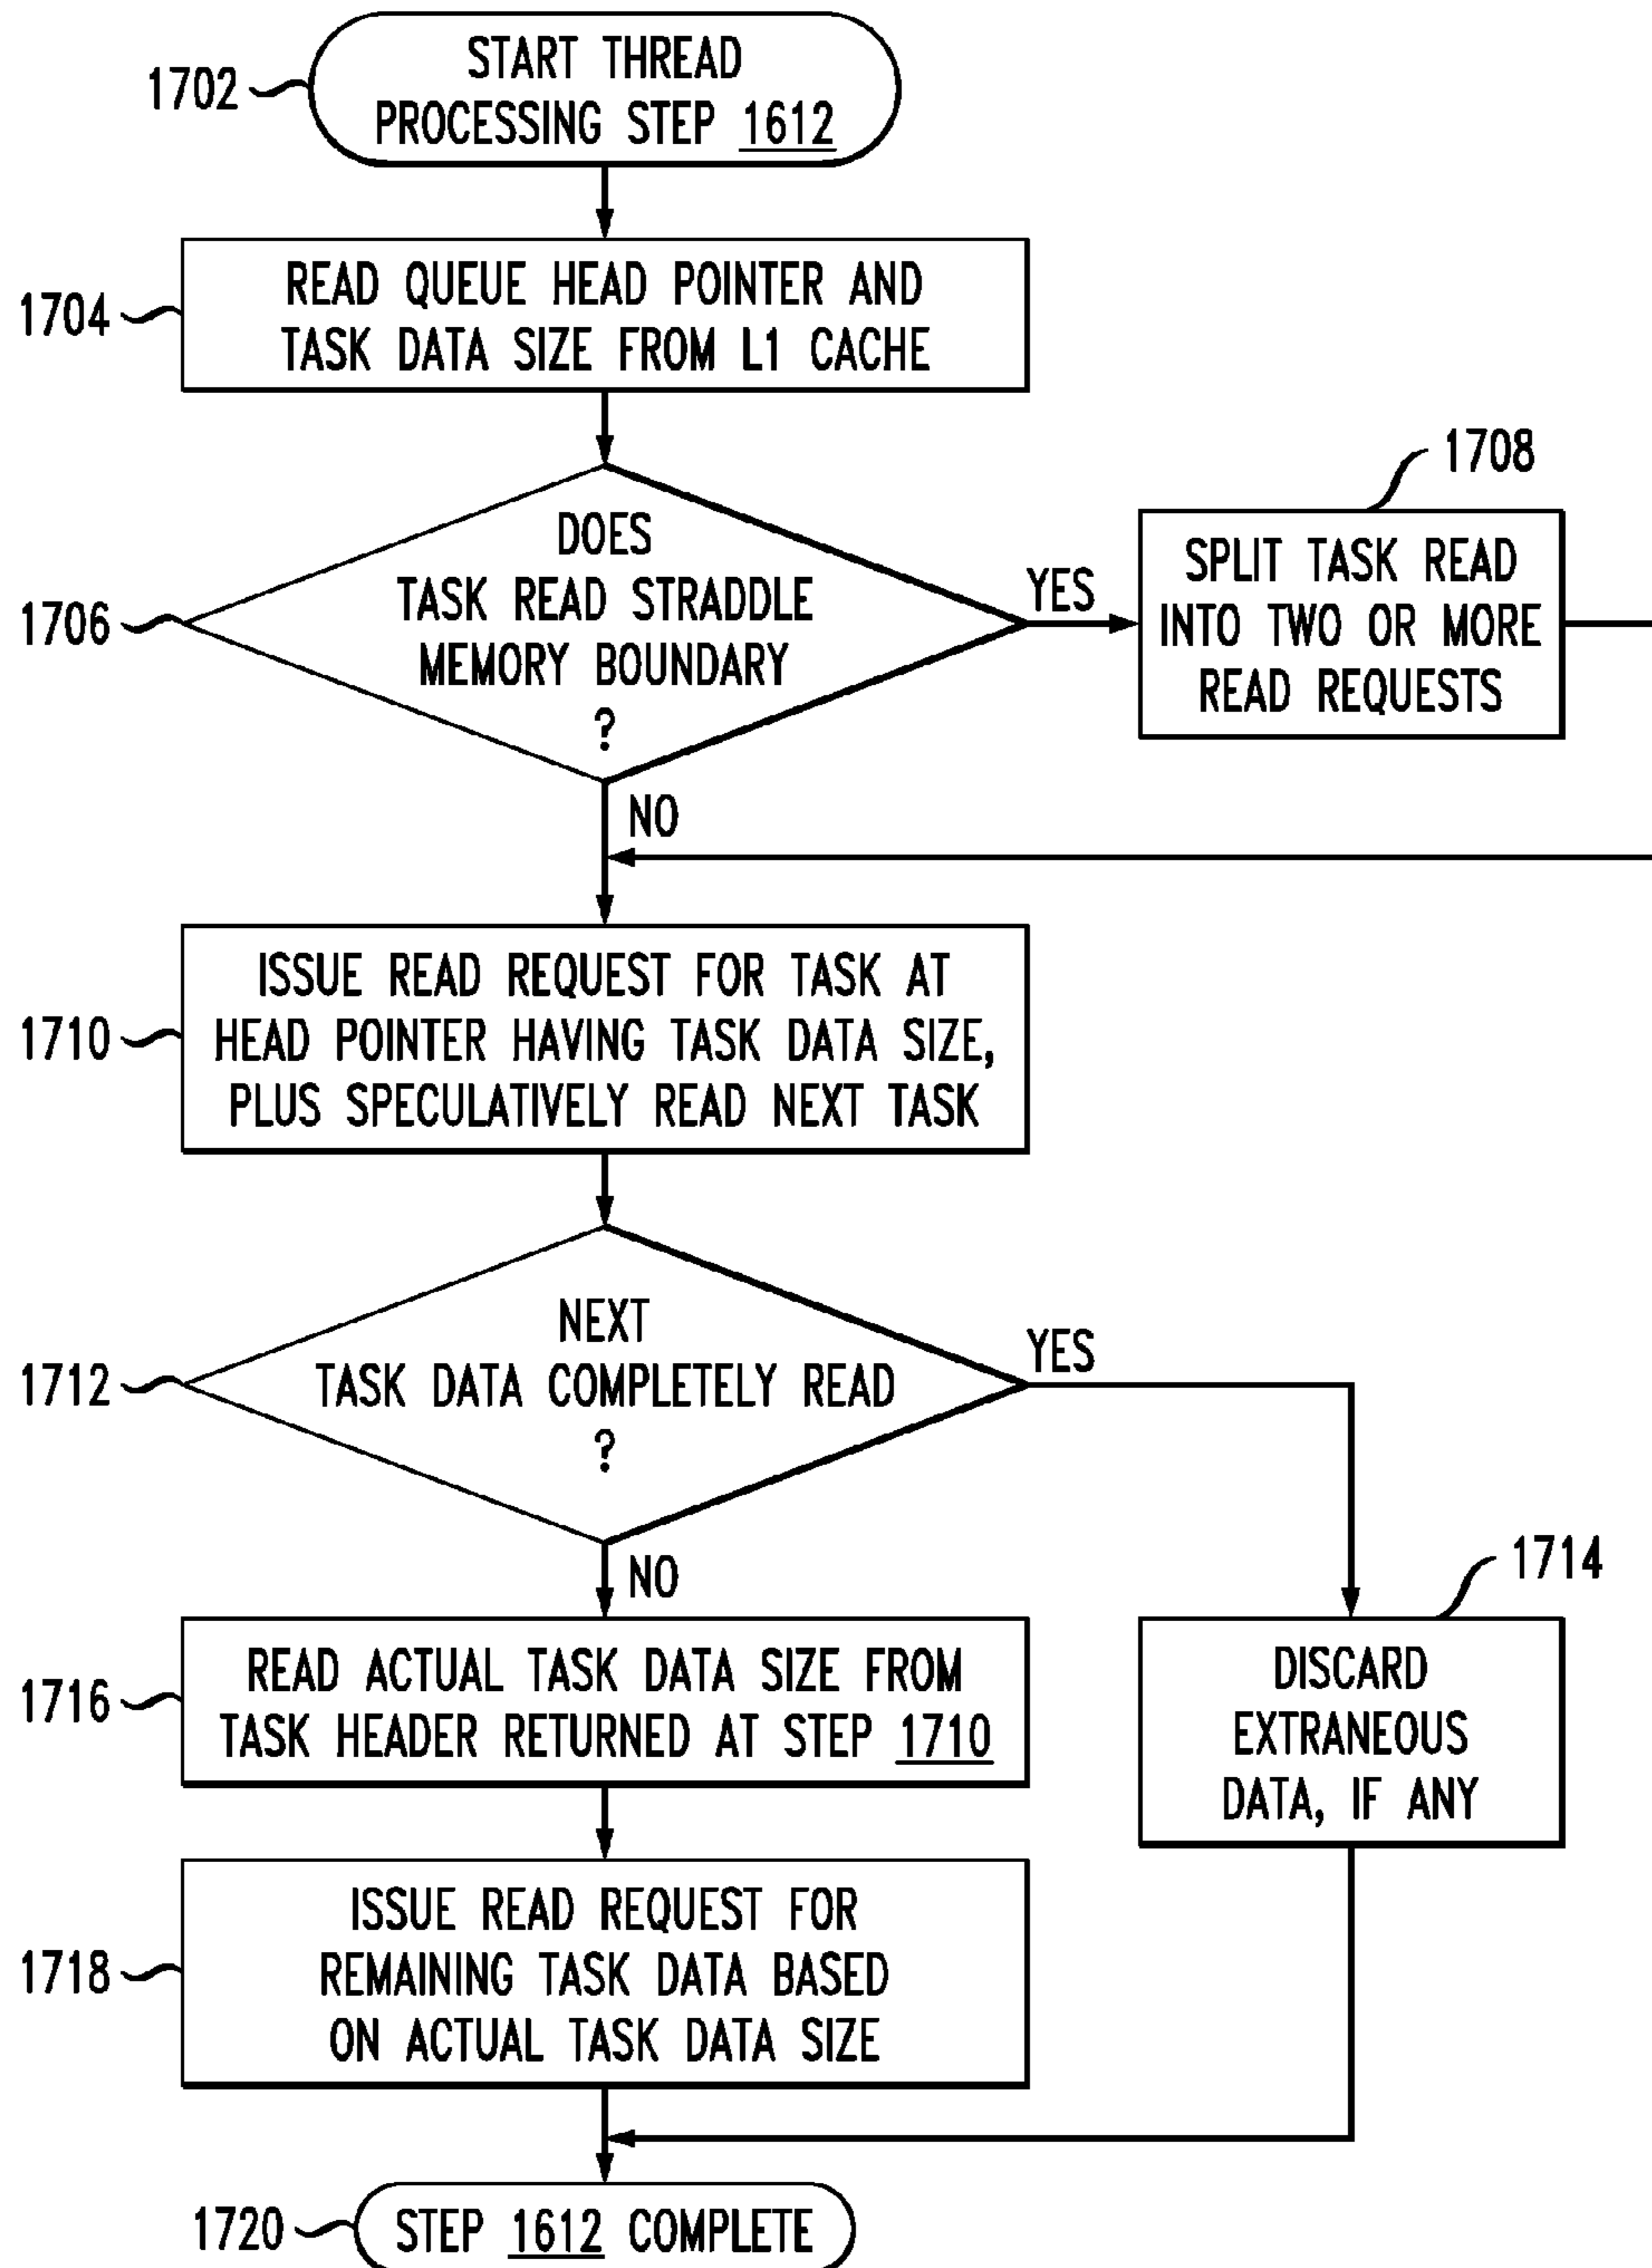 1702
START THREAD
PROCESSING STEP 1612
1704
READ QUEUE HEAD POINTER AND
TASK DATA SIZE FROM L1 CACHE
1706
DOES
TASK READ STRADDLE
MEMORY BOUNDARY
?
YES
1708
SPLIT TASK READ
INTO TWO OR MORE
READ REQUESTS
NO
1710
ISSUE READ REQUEST FOR TASK AT
HEAD POINTER HAVING TASK DATA SIZE,
PLUS SPECULATIVELY READ NEXT TASK
1712
NEXT
TASK DATA COMPLETELY READ
?
YES
1714
DISCARD
EXTRANEOUS
DATA, IF ANY
NO
1716
READ ACTUAL TASK DATA SIZE FROM
TASK HEADER RETURNED AT STEP 1710
1718
ISSUE READ REQUEST FOR
REMAINING TASK DATA BASED
ON ACTUAL TASK DATA SIZE
1720
STEP 1612 COMPLETE